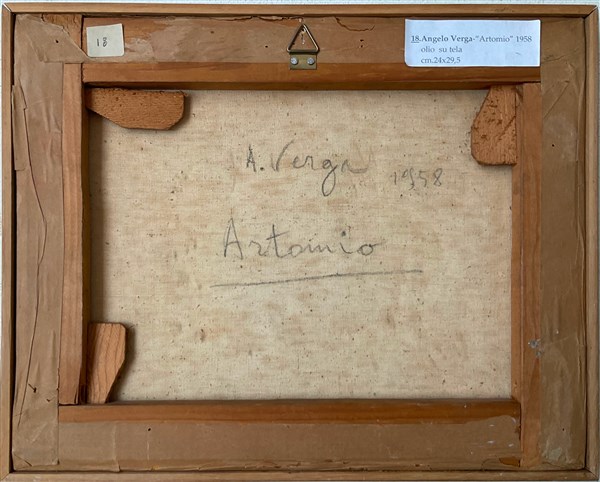 18
18.Angelo Verga-"Artomio" 1958
olio su tela
cm.24x29,5
A. Verga 1958
Artomio